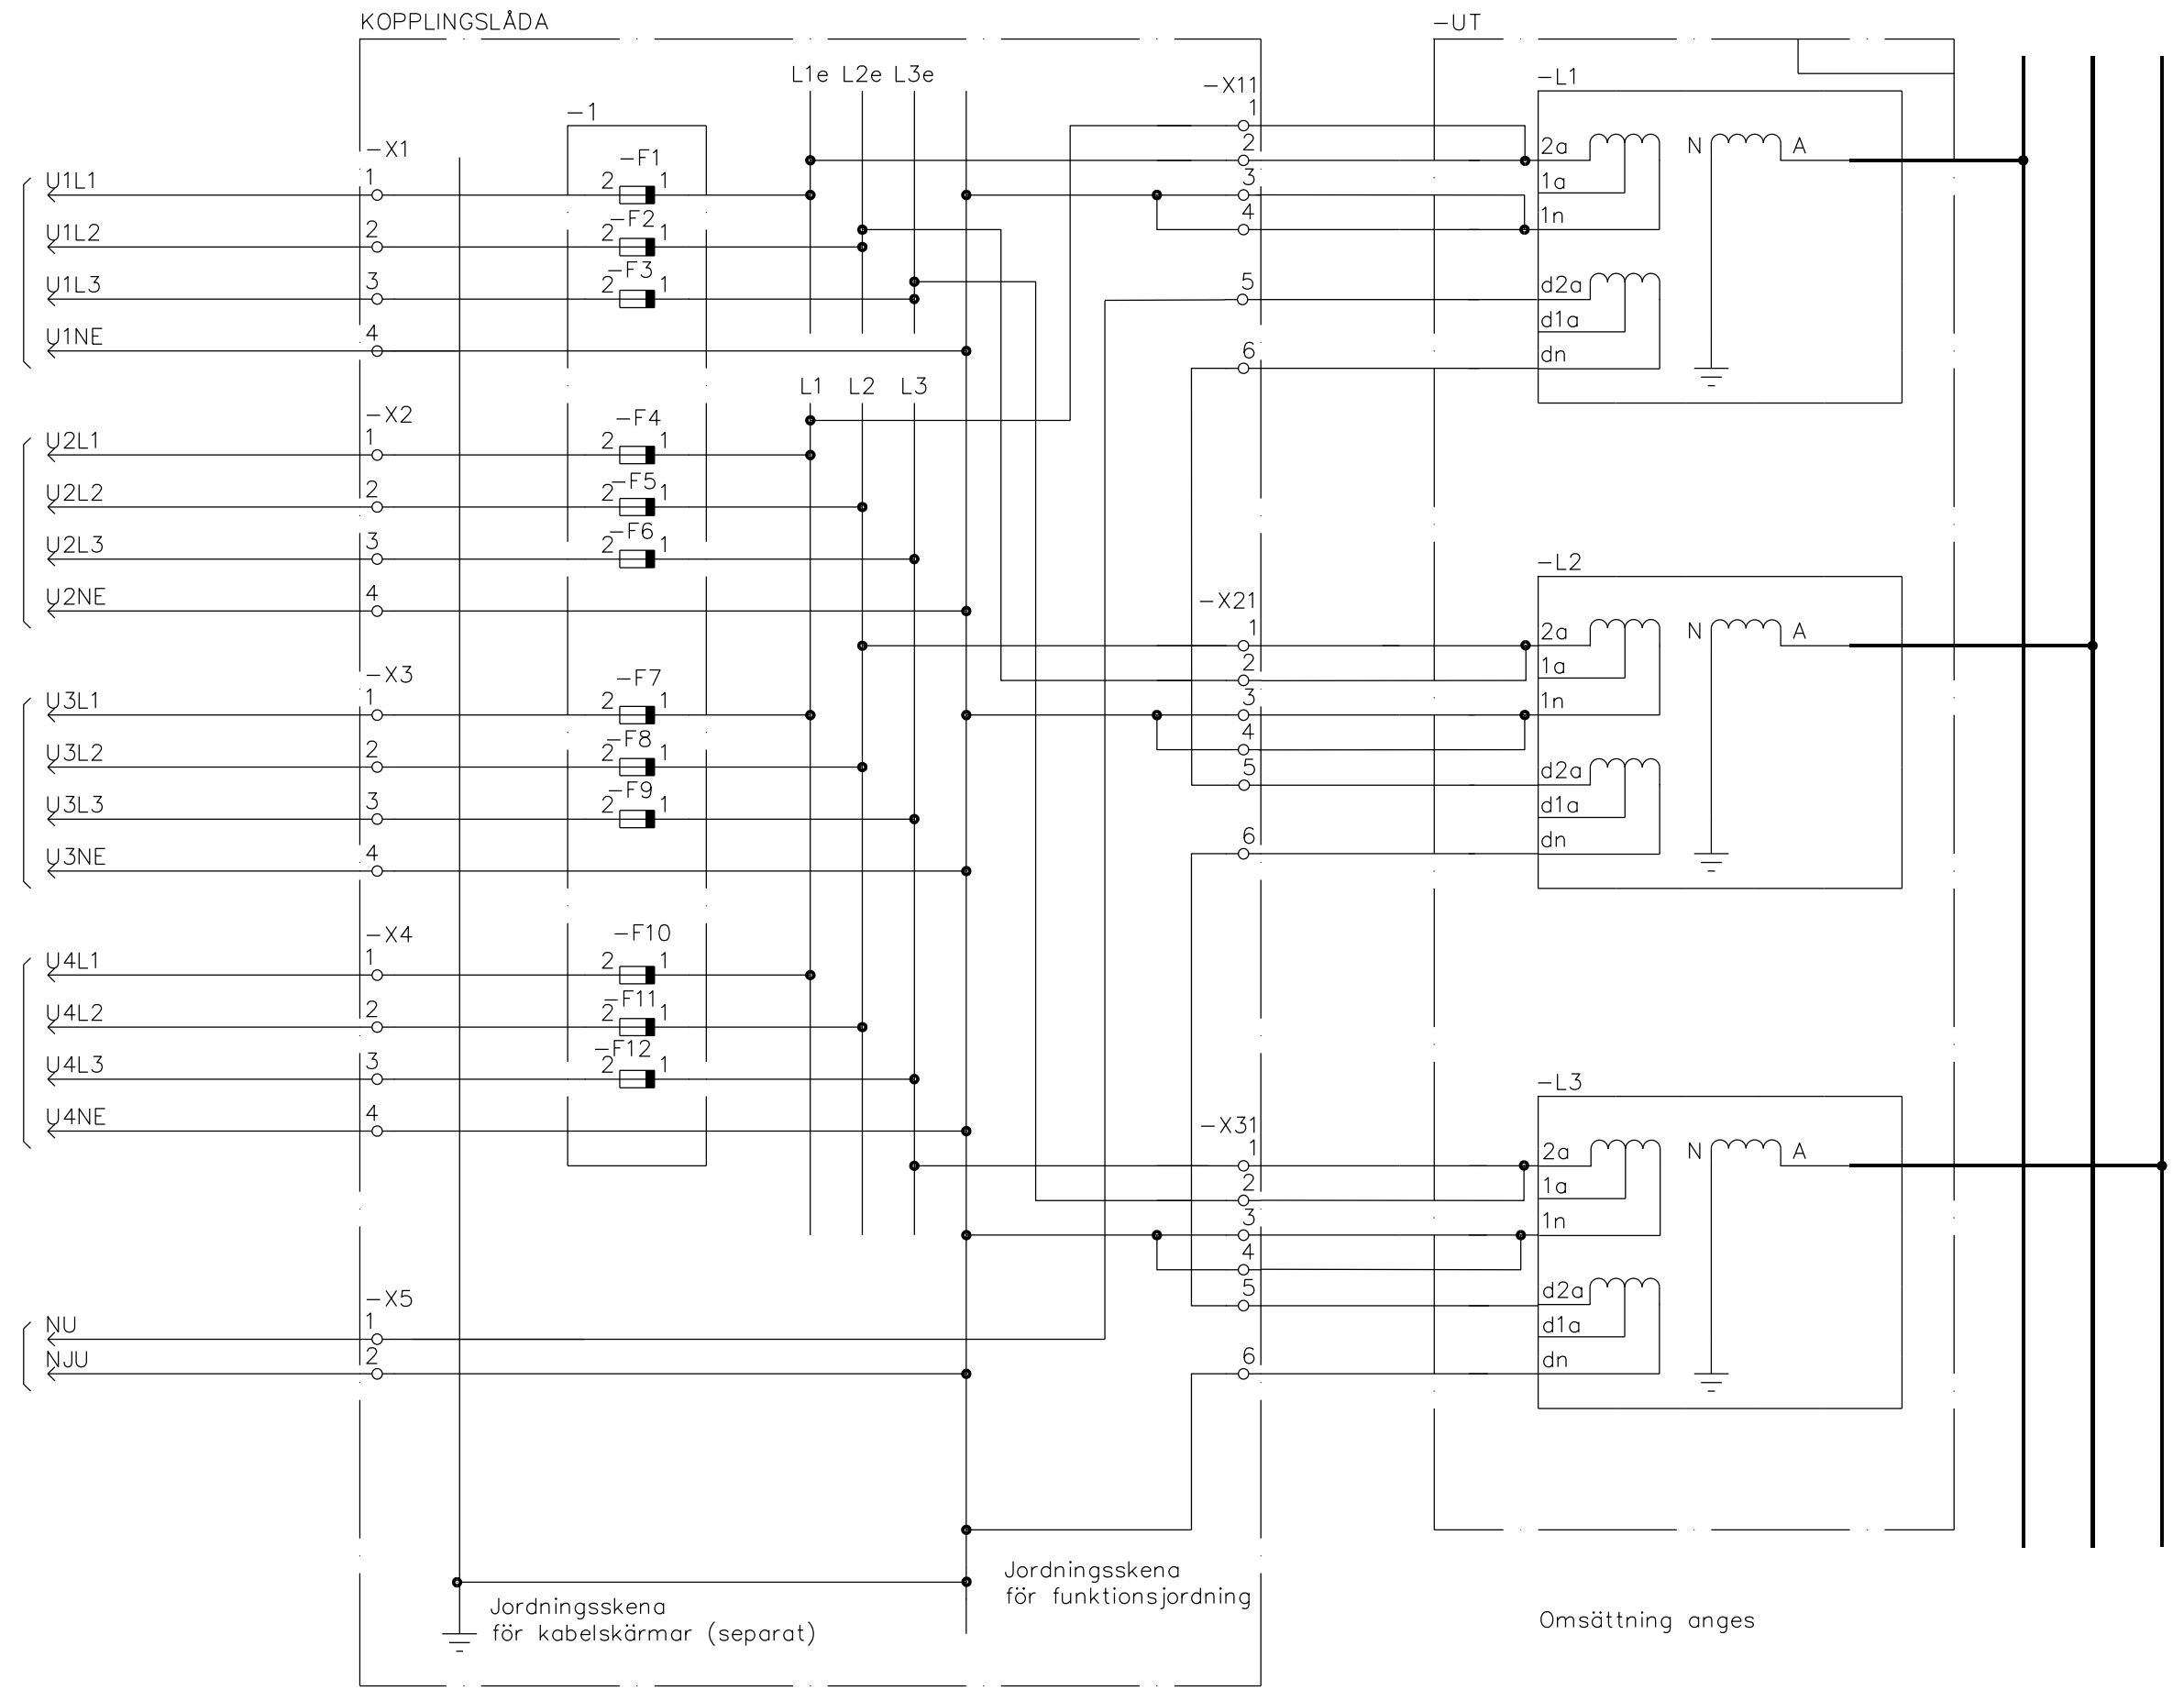 KOPPLINGSLÅDA
-UT
L1e L2e L3e
-X11
-L1
-1
1
-X1
-F1
2
2a N A
U1L1 1 2 1 3
1a
-F2
U1L2 2 2 1 4
1n
-F3
U1L3 3 2 1 5
d2a
d1a
U1NE 4 6
dn
L1 L2 L3
-X2
-F4
U2L1 1 2 1
-F5
U2L2 2 2 1
-F6
U2L3 3 2 1
-L2
U2NE 4
-X21
1
2a N A
-X3
-F7
2
1a
U3L1 1 2 1 3
1n
-F8
U3L2 2 2 1 4
5
d2a
-F9
U3L3 3 2 1
d1a
6
dn
U3NE 4
-X4
-F10
U4L1 1 2 1
-F11
U4L2 2 2 1
-F12
U4L3 3 2 1
-L3
U4NE 4
-X31
1
2a N A
2
1a
3
1n
4
-X5
5
d2a
NU 1
d1a
NJU 2 6
dn
Jordningsskena
för funktionsjordning
Jordningsskena
för kabelskärmar (separat)
Omsättning anges